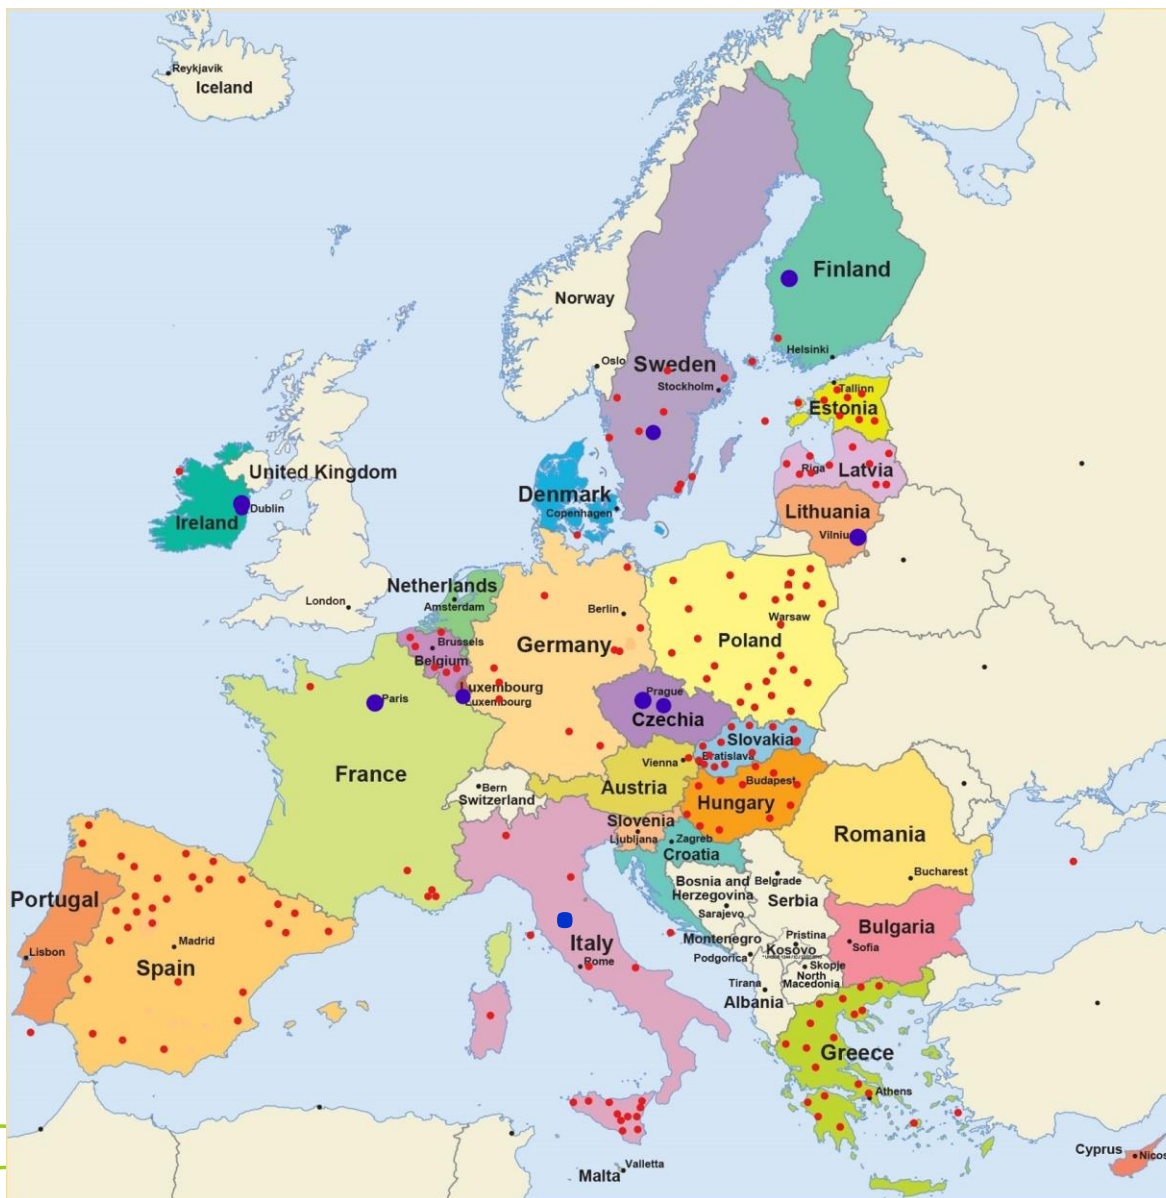 Reykjavik
Iceland
Finland
Norway
Helsinki
Oslo
Sweden
Stockholm
Tallinn
Estonia
United Kingdom
Riga
Latvia
Denmark
Copenhagen
Dublin
Ireland
Lithuania
Vilniu
Netherlands
Amsterdam
London
Berlin
Warsaw
Brussels
Germany
Poland
Belgium
Luxembourg
Luxembourg
Paris
Prague
Czechia
Slovakia
Bratislava
Vienna
France
Bern
Switzerland
Austria
Budapest
Hungary
Slovenia
Ljubljana
Zagreb
Croatia
Romania
Bucharest
Portugal
Bosnia and
Herzegovina
Belgrade
Serbia
Sarajevo
Bulgaria
Sofia
Madrid
Lisbon
Spain
Italy
Rome
Montenegro
Pristina
Kosovo
Podgorica
Skopje
North
Macedonia
Tirana
Albania
Greece
Athens
Valletta
Malta
Cyprus
Nicos